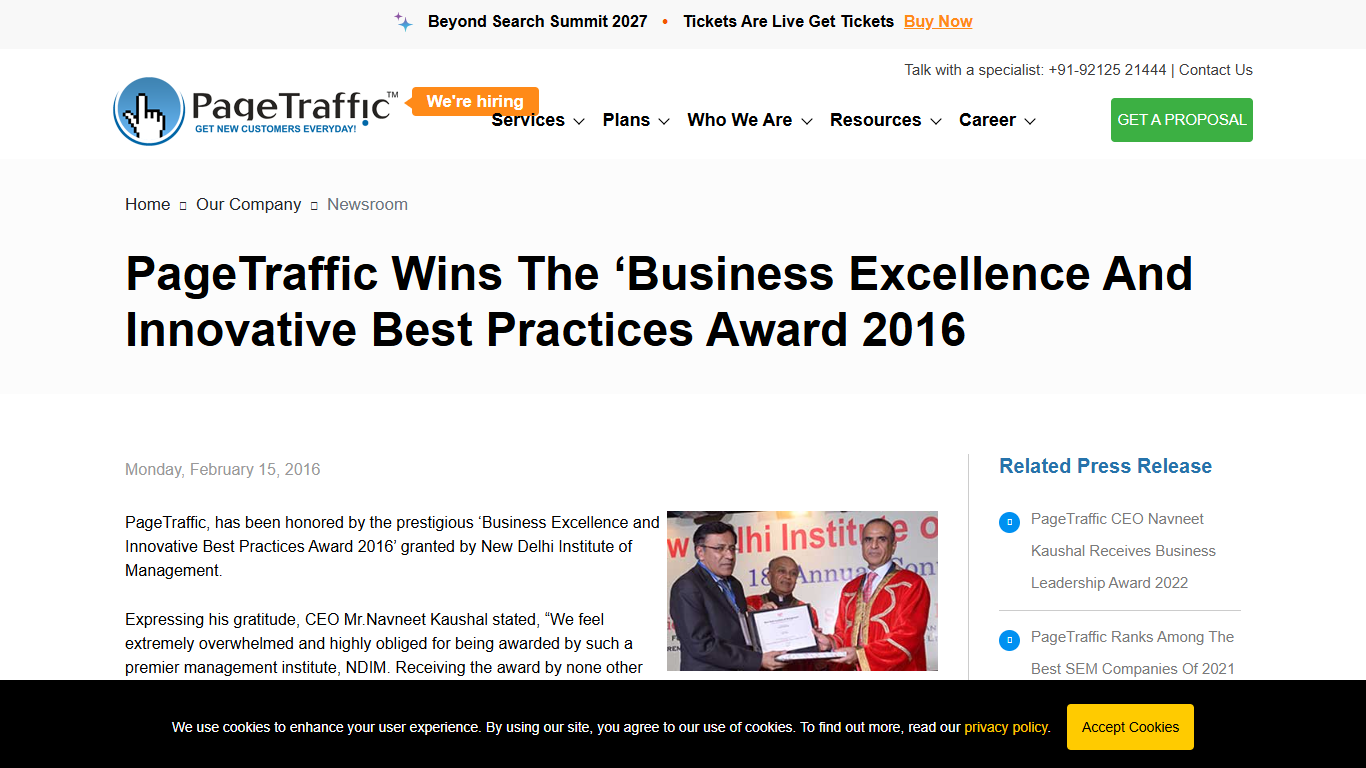 Beyond Search Summit 2027 • Tickets Are Live Get Tickets Buy Now
Talk with a specialist: +91-92125 21444 | Contact Us
PageTraffic™
GET NEW CUSTOMERS EVERYDAY!
We're hiring
Services Plans Who We Are Resources Career
GET A PROPOSAL
Home Our Company Newsroom
PageTraffic Wins The ‘Business Excellence And
Innovative Best Practices Award 2016
Monday, February 15, 2016
PageTraffic, has been honored by the prestigious ‘Business Excellence and
Innovative Best Practices Award 2016’ granted by New Delhi Institute of
Management.
Expressing his gratitude, CEO Mr.Navneet Kaushal stated, “We feel
extremely overwhelmed and highly obliged for being awarded by such a
premier management institute, NDIM. Receiving the award by none other
w Delhi Institute o
18 Annual Con
Related Press Release
PageTraffic CEO Navneet
Kaushal Receives Business
Leadership Award 2022
PageTraffic Ranks Among The
Best SEM Companies Of 2021
We use cookies to enhance your user experience. By using our site, you agree to our use of cookies. To find out more, read our privacy policy.
Accept Cookies